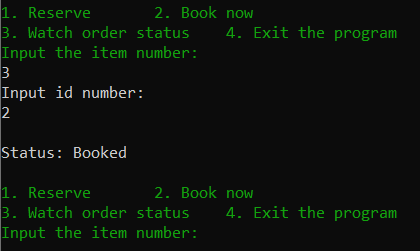 1. Reserve 2. Book now
3. Watch order status 4. Exit the program
Input the item number:
3
Input id number:
2
Status: Booked
1. Reserve 2. Book now
3. Watch order status 4. Exit the program
Input the item number: